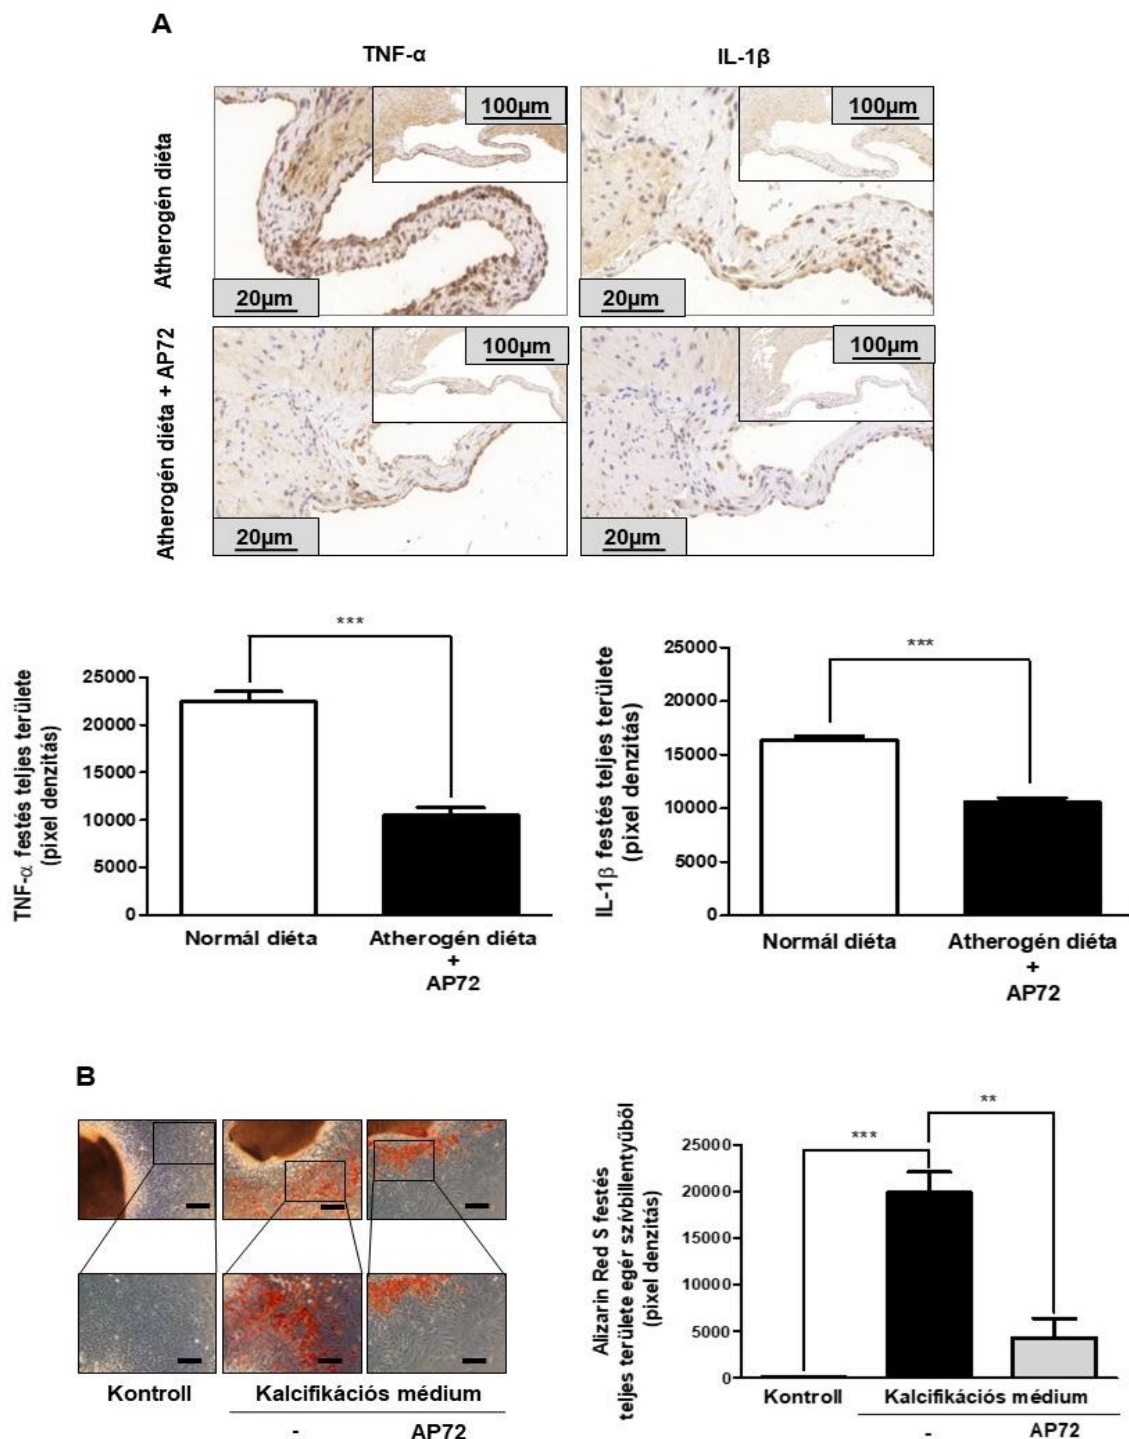 A
TNF-α
IL-1β
Atherogén diéta
100µm
100µm
20µm
20µm
Atherogén diéta + AP72
100µm
100µm
20µm
20µm
TNF-α festés teljes területe
(pixel denzitás)
***
25000
20000
15000
10000
5000
0
Normál diéta
Atherogén diéta
+
AP72
IL-1β festés teljes területe
(pixel denzitás)
***
25000
20000
15000
10000
5000
0
Normál diéta
Atherogén diéta
+
AP72
B
Kontroll
Kalcifikációs médium
-
AP72
Alizarin Red S festés
teljes területe egér szívbillentyűből
(pixel denzitás)
**
***
25000
20000
15000
10000
5000
0
Kontroll
Kalcifikációs médium
-
AP72